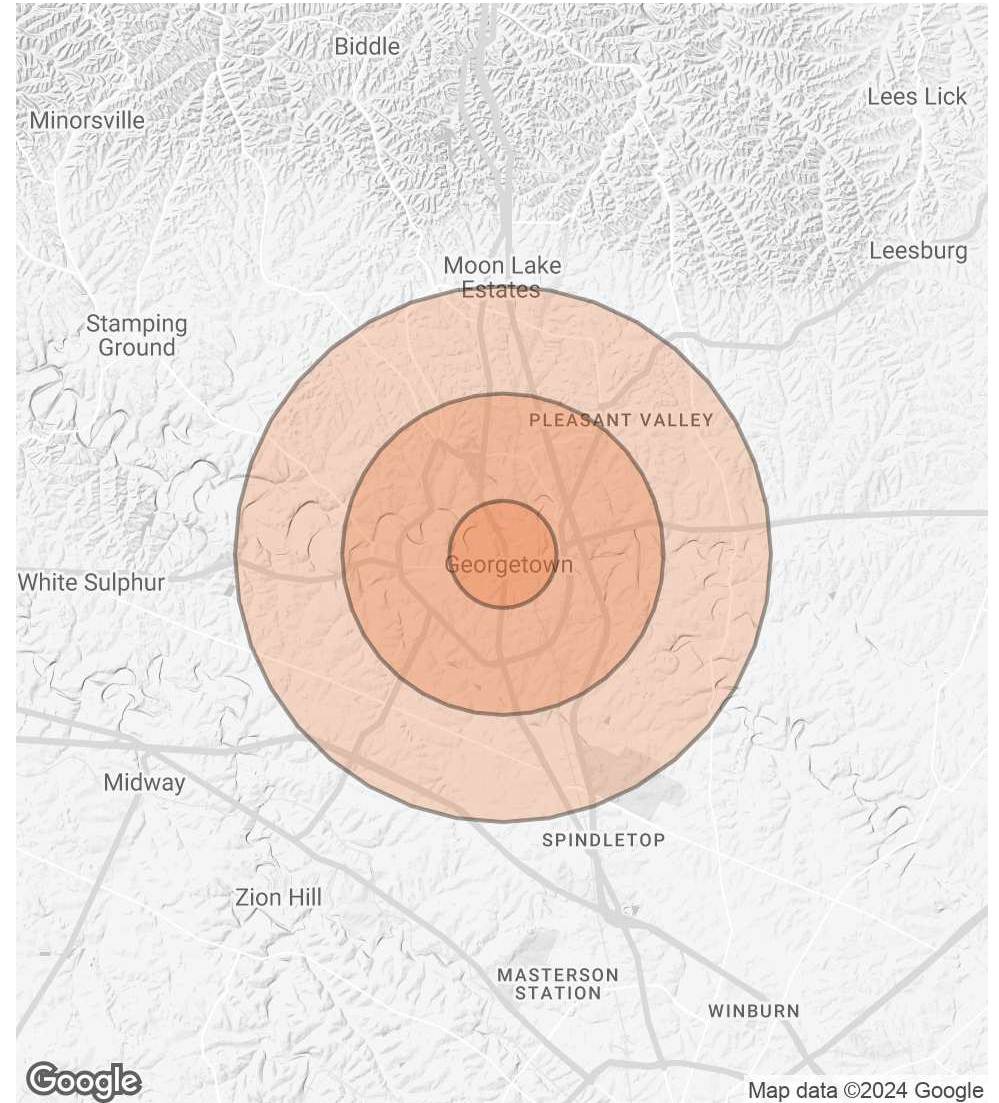 Biddle
Lees Lick
Minorsville
Leesburg
Moon Lake
Estates
Stamping
Ground
PLEASANT VALLEY
Georgetown
White Sulphur
Midway
SPINDLETOP
Zion Hill
MASTERSON
STATION
WINBURN
Google
Map data ©2024 Google